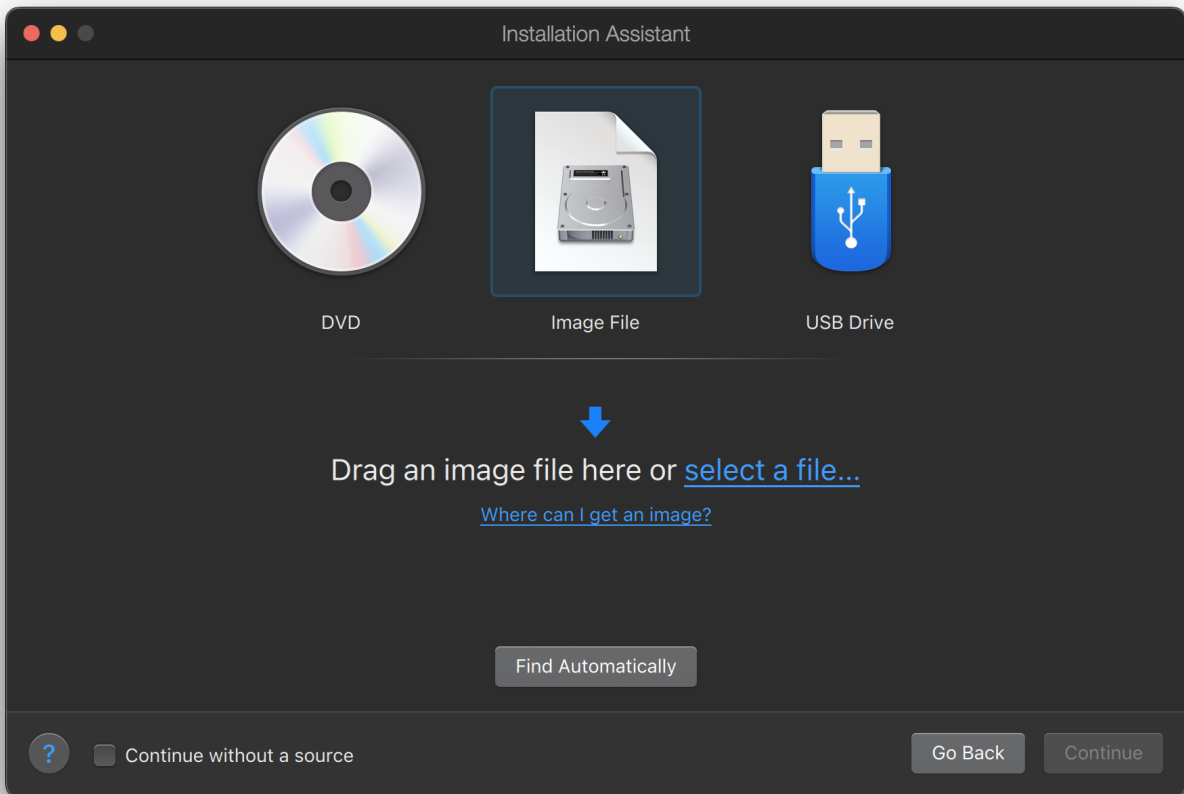 Installation Assistant
DVD
Image File
USB Drive
Drag an image file here or select a file...
Where can I get an image?
Find Automatically
? Continue without a source
Go Back
Continue